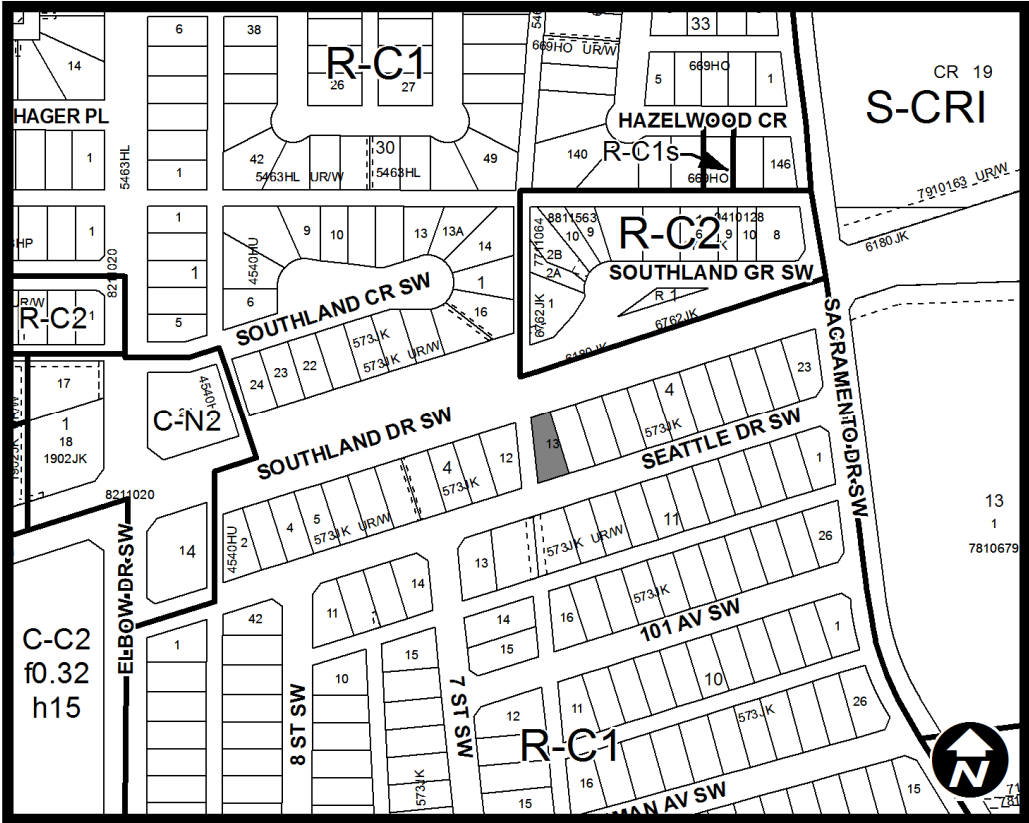 6
38
R-C1
26
27
14
HAGER PL
1
5463HL
1
42
5463HL UR/W
30
5463HL
49
669HO UR/W
33
669HO
5
1
HAZELWOOD CR
140
R-C1s
669HO
146
CR 19
S-CRI
7910163 UR/W
6180JK
1
1
1
5
8211020
R-C2
1
4540HU
6
9
10
13
13A
14
1
16
SOUTHLAND CR SW
24
23
22
573JK
573JK UR/W
7711064
8811563
10
9
2B
2A
1
6762JK
R-C2
9
10
8
SOUTHLAND GR SW
R 1
6762JK
SACRAMENTO DR SW
17
1
18
1902JK
C-N2
8211020
SOUTHLAND DR SW
4540HU
2
4
5
573JK UR/W
4
573JK
12
13
4
573JK
23
SEATTLE DR SW
1
14
ELBOW DR SW
C-C2
f0.32
h15
11
14
13
573JK UR/W
11
26
13
1
7810679
42
1
8 ST SW
10
15
573JK
7 ST SW
14
15
16
573JK
101 AV SW
1
12
11
10
573JK
26
R-C1
16
15
MAN AV SW
15
N